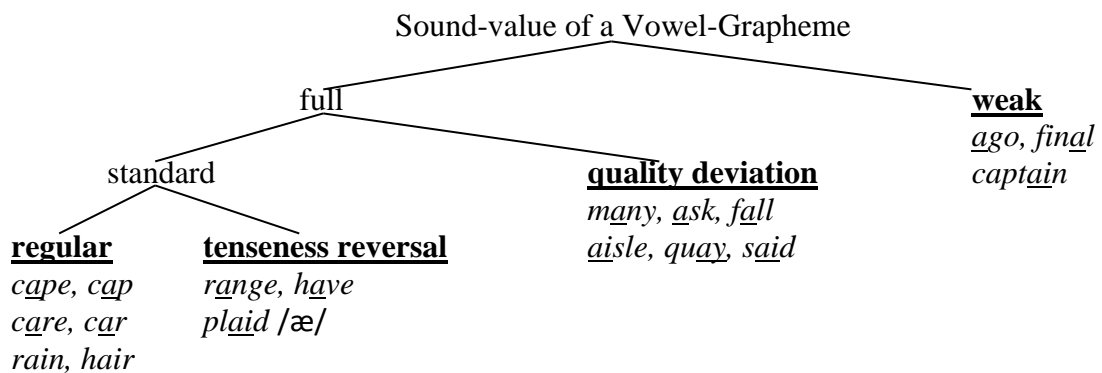 Sound-value of a Vowel-Grapheme
full
weak
ago, final
captain
standard
quality deviation
many, ask, fall
aisle, quay, said
regular
cape, cap
care, car
rain, hair
tenseness reversal
range, have
plaid /æ/